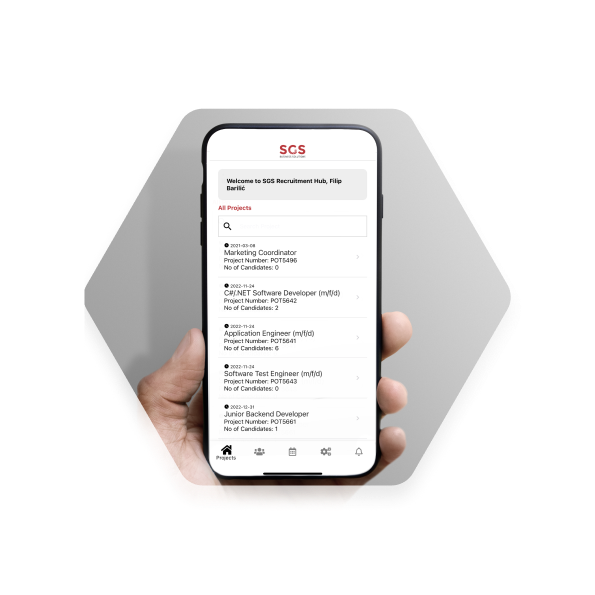 SGS
Welcome to SGS Recruitment Hub, Filip
Barilić
All Projects
2021-03-08
Marketing Coordinator
Project Number: POT5496
No of Candidates: 0
2022-11-24
C#/.NET Software Developer (m/f/d)
Project Number: POT5642
No of Candidates: 2
2022-11-24
Application Engineer (m/f/d)
Project Number: POT5641
No of Candidates: 6
2022-11-24
Software Test Engineer (m/f/d)
Project Number: POT5643
No of Candidates: 0
2022-12-31
Junior Backend Developer
Project Number: POT5661
No of Candidates: 1
Projects